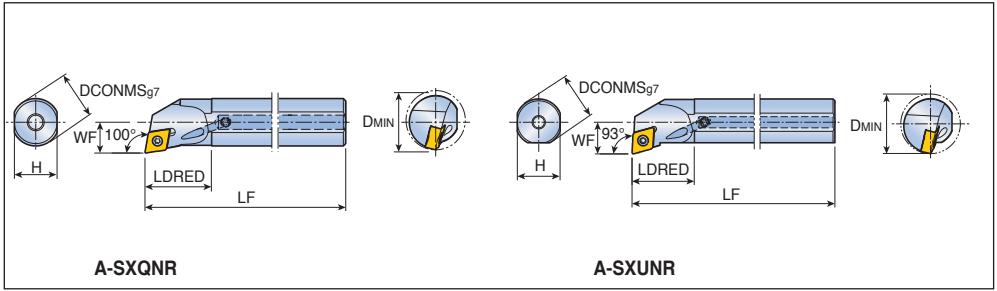 DCONMSg7
WF
100°
H
LDRED
LF
DMIN
A-SXQNR
DCONMSg7
WF
93°
H
LDRED
LF
DMIN
A-SXUNR